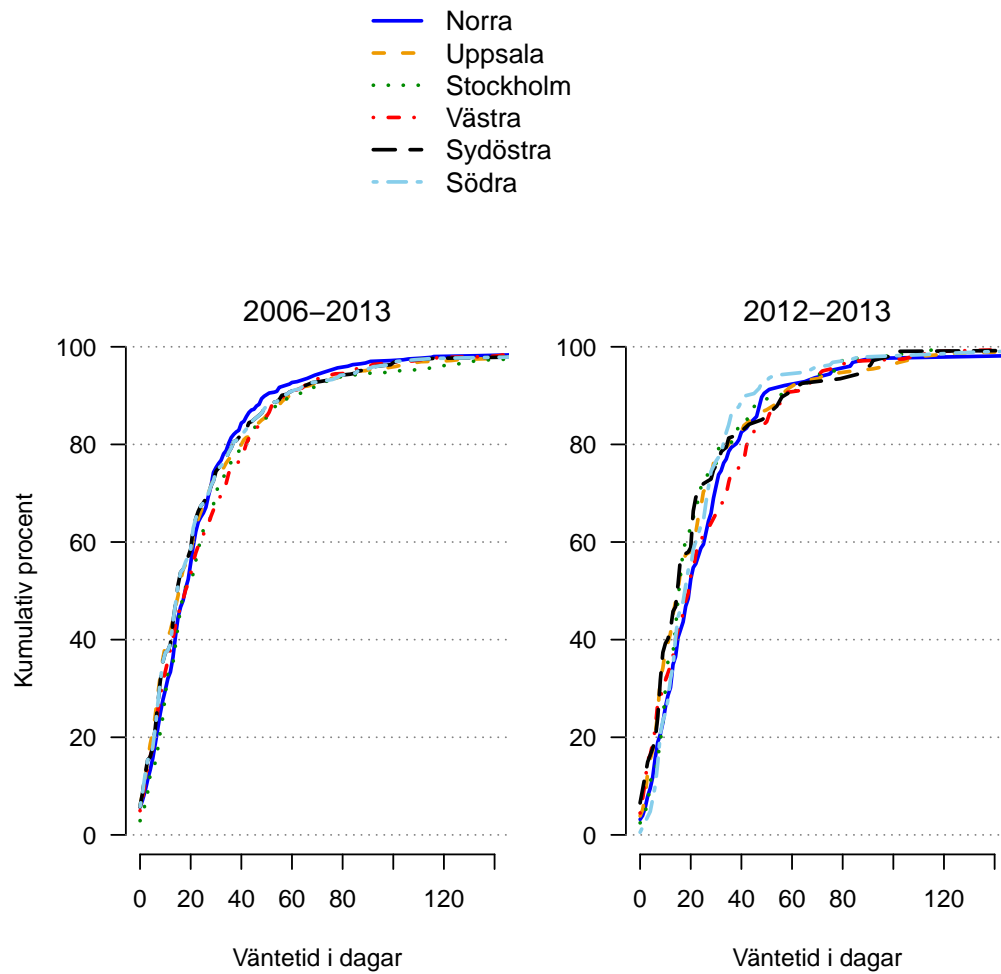 Norra
Uppsala
Stockholm
Västra
Sydöstra
Södra
2006−2013
2012−2013
Kumulativ procent
100
80
60
40
20
0
0
20
40
60
80
120
Väntetid i dagar
100
80
60
40
20
0
0
20
40
60
80
120
Väntetid i dagar